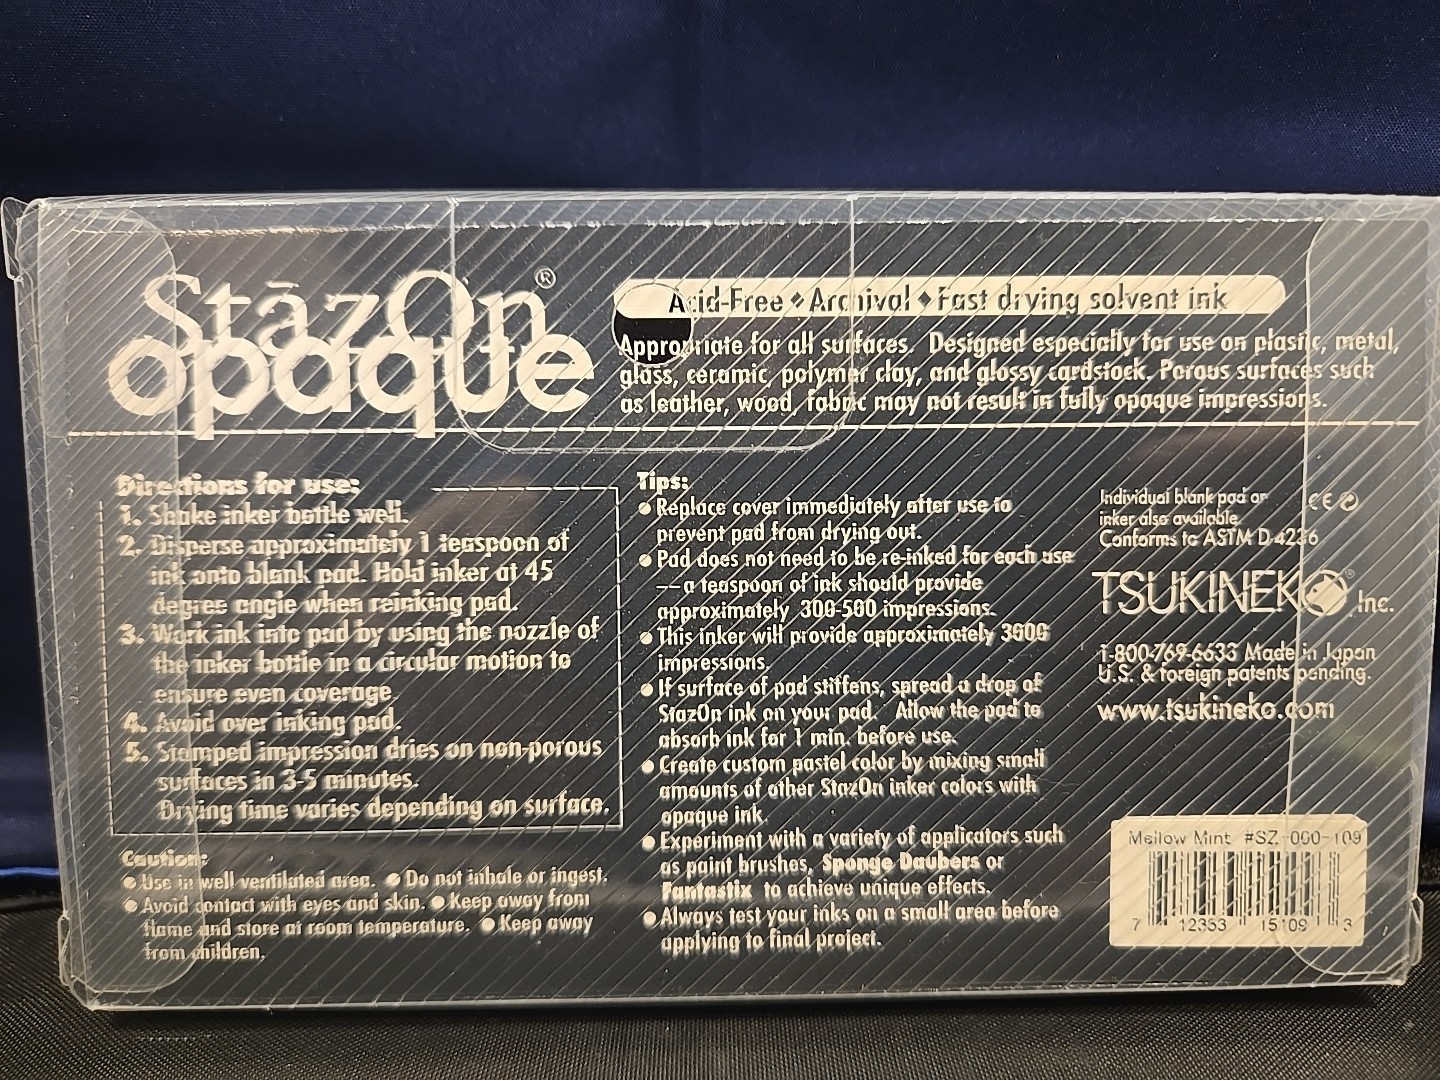 StāzOn®
opaque
Acid-Free ◆ Archival ◆ Fast drying solvent ink
Appropriate for all surfaces. Designed especially for use on plastic, metal,
glass, ceramic, polymer clay, and glossy cardstock. Porous surfaces such
as leather, wood, fabric may not result in fully opaque impressions.
Directions for use:
1. Shake inker bottle well.
2. Disperse approximately 1 teaspoon of
ink onto blank pad. Hold inker at 45
degree angle when reinking pad.
3. Work ink into pad by using the nozzle of
the inker bottle in a circular motion to
ensure even coverage.
4. Avoid over inking pad.
5. Stamped impression dries on non-porous
surfaces in 3-5 minutes.
Drying time varies depending on surface.
Caution:
● Use in well ventilated area. ● Do not inhale or ingest.
● Avoid contact with eyes and skin. ● Keep away from
flame and store at room temperature. ● Keep away
from children.
Tips:
● Replace cover immediately after use to
prevent pad from drying out.
● Pad does not need to be re-inked for each use
—a teaspoon of ink should provide
approximately 300-500 impressions.
● This inker will provide approximately 3600
impressions.
● If surface of pad stiffens, spread a drop of
StazOn ink on your pad. Allow the pad to
absorb ink for 1 min. before use.
● Create custom pastel color by mixing small
amounts of other StazOn inker colors with
opaque ink.
● Experiment with a variety of applicators such
as paint brushes, Sponge Daubers or
Fantastix to achieve unique effects.
● Always test your inks on a small area before
applying to final project.
Individual blank pad or
inker also available.
Conforms to ASTM D-4236
CE
TSUKINEKO® Inc.
1-800-769-6633 Made in Japan
U.S. & foreign patents pending.
www.tsukineko.com
Mellow Mint #SZ-000-109
7 12353 15109 3